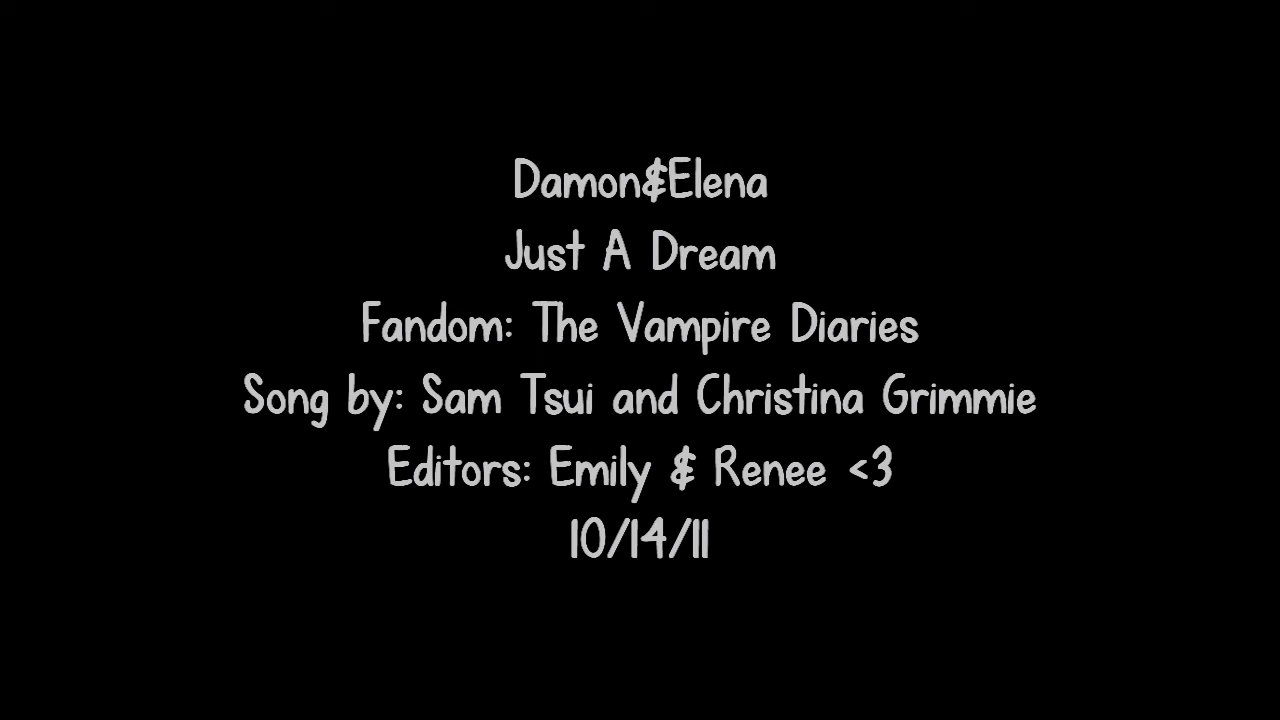 Damon&Elena
Just A Dream
Fandom: The Vampire Diaries
Song by: Sam Tsui and Christina Grimmie
Editors: Emily & Renee <3
10/14/11